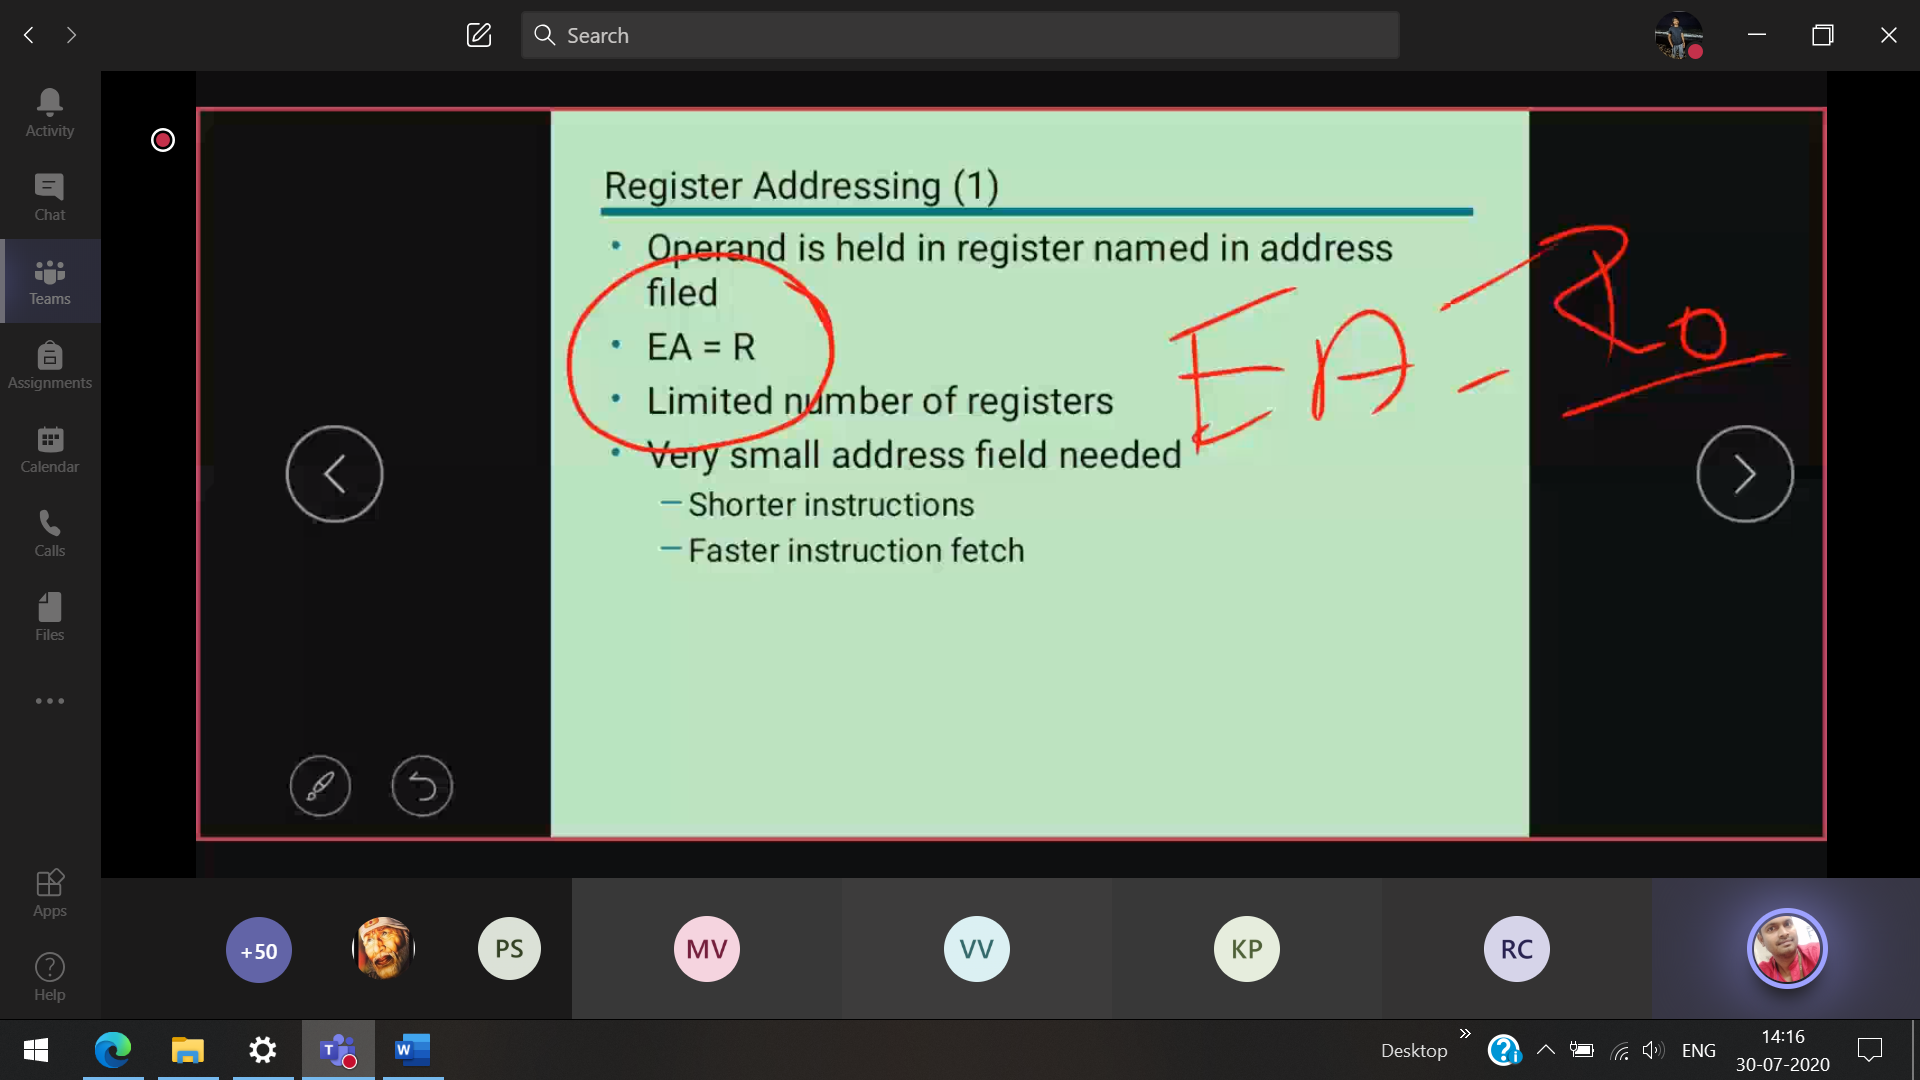 Search
Activity
Chat
Teams
Assignments
Calendar
Calls
Files
Apps
Help
Register Addressing (1)
• Operand is held in register named in address
filed
• EA = R
• Limited number of registers
• Very small address field needed
– Shorter instructions
– Faster instruction fetch
EA = R0
+50
PS
MV
VV
KP
RC
T
W
Desktop
ENG
14:16
30-07-2020